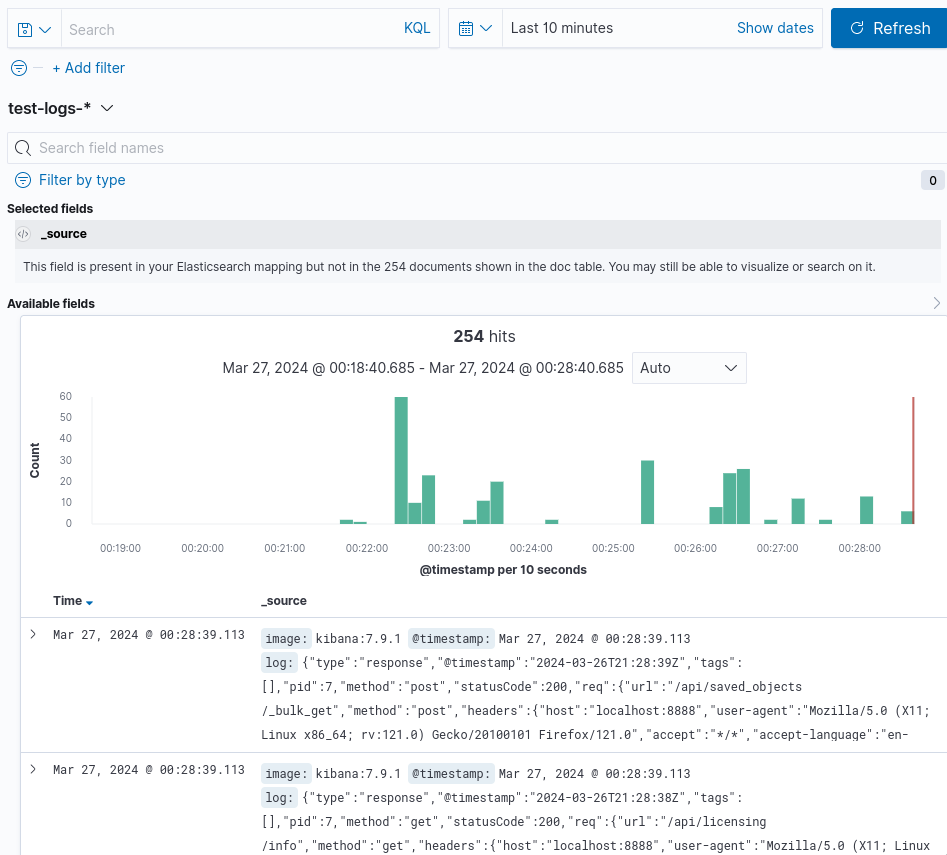 Search KQL Last 10 minutes Show dates Refresh
+ Add filter
test-logs-*
Search field names
Filter by type 0
Selected fields
</> _source
This field is present in your Elasticsearch mapping but not in the 254 documents shown in the doc table. You may still be able to visualize or search on it.
Available fields
254 hits
Mar 27, 2024 @ 00:18:40.685 - Mar 27, 2024 @ 00:28:40.685 Auto
60
50
40
30
20
10
0
Count
00:19:00 00:20:00 00:21:00 00:22:00 00:23:00 00:24:00 00:25:00 00:26:00 00:27:00 00:28:00
@timestamp per 10 seconds
Time _source
Mar 27, 2024 @ 00:28:39.113 image: kibana:7.9.1 @timestamp: Mar 27, 2024 @ 00:28:39.113
log: {"type":"response","@timestamp":"2024-03-26T21:28:39Z","tags":
[],"pid":7,"method":"post","statusCode":200,"req":{"url":"/api/saved_objects
/_bulk_get","method":"post","headers":{"host":"localhost:8888","user-agent":"Mozilla/5.0 (X11;
Linux x86_64; rv:121.0) Gecko/20100101 Firefox/121.0","accept":"*/*","accept-language":"en-
Mar 27, 2024 @ 00:28:39.113 image: kibana:7.9.1 @timestamp: Mar 27, 2024 @ 00:28:39.113
log: {"type":"response","@timestamp":"2024-03-26T21:28:38Z","tags":
[],"pid":7,"method":"get","statusCode":200,"req":{"url":"/api/licensing
/info","method":"get","headers":{"host":"localhost:8888","user-agent":"Mozilla/5.0 (X11; Linux